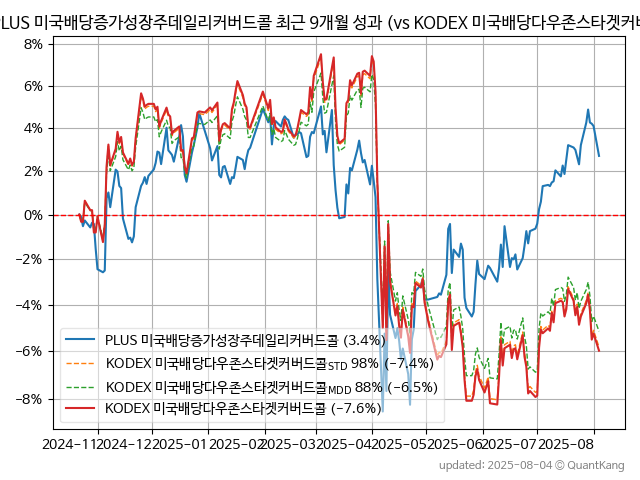 PLUS 미국배당증가성장주데일리커버드콜 최근 9개월 성과 (vs KODEX 미국배당다우존스타겟커버
8%
6%
4%
2%
0%
−2%
−4%
−6%
−8%
PLUS 미국배당증가성장주데일리커버드콜 (3.4%)
KODEX 미국배당다우존스타겟커버드콜STD 98% (−7.4%)
KODEX 미국배당다우존스타겟커버드콜MDD 88% (−6.5%)
KODEX 미국배당다우존스타겟커버드콜 (−7.6%)
2024-11 2024-12 2025-01 2025-02 2025-03 2025-04 2025-05 2025-06 2025-07 2025-08
updated: 2025-08-04 © QuantKang